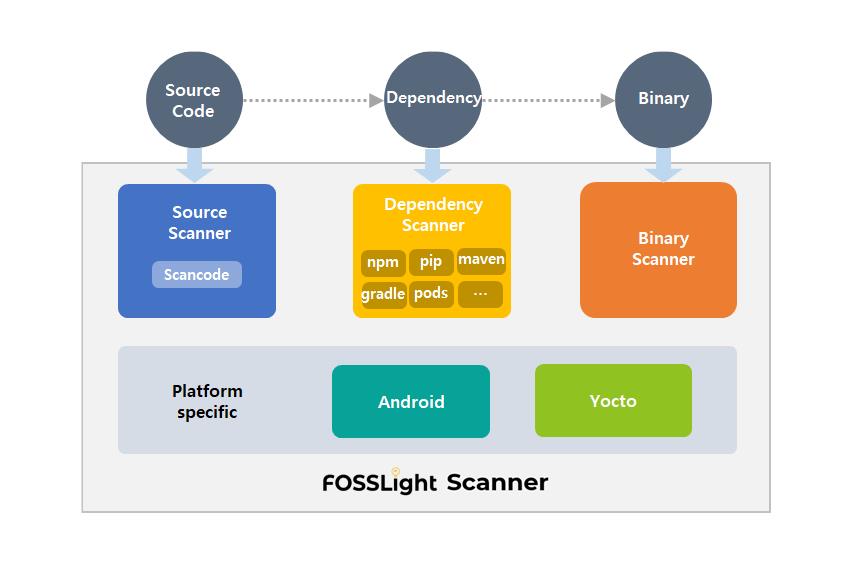 Source
Code
Dependency
Binary
Source
Scanner
Scancode
Dependency
Scanner
npm
pip
maven
gradle
pods
...
Binary
Scanner
Platform
specific
Android
Yocto
FOSSLight Scanner